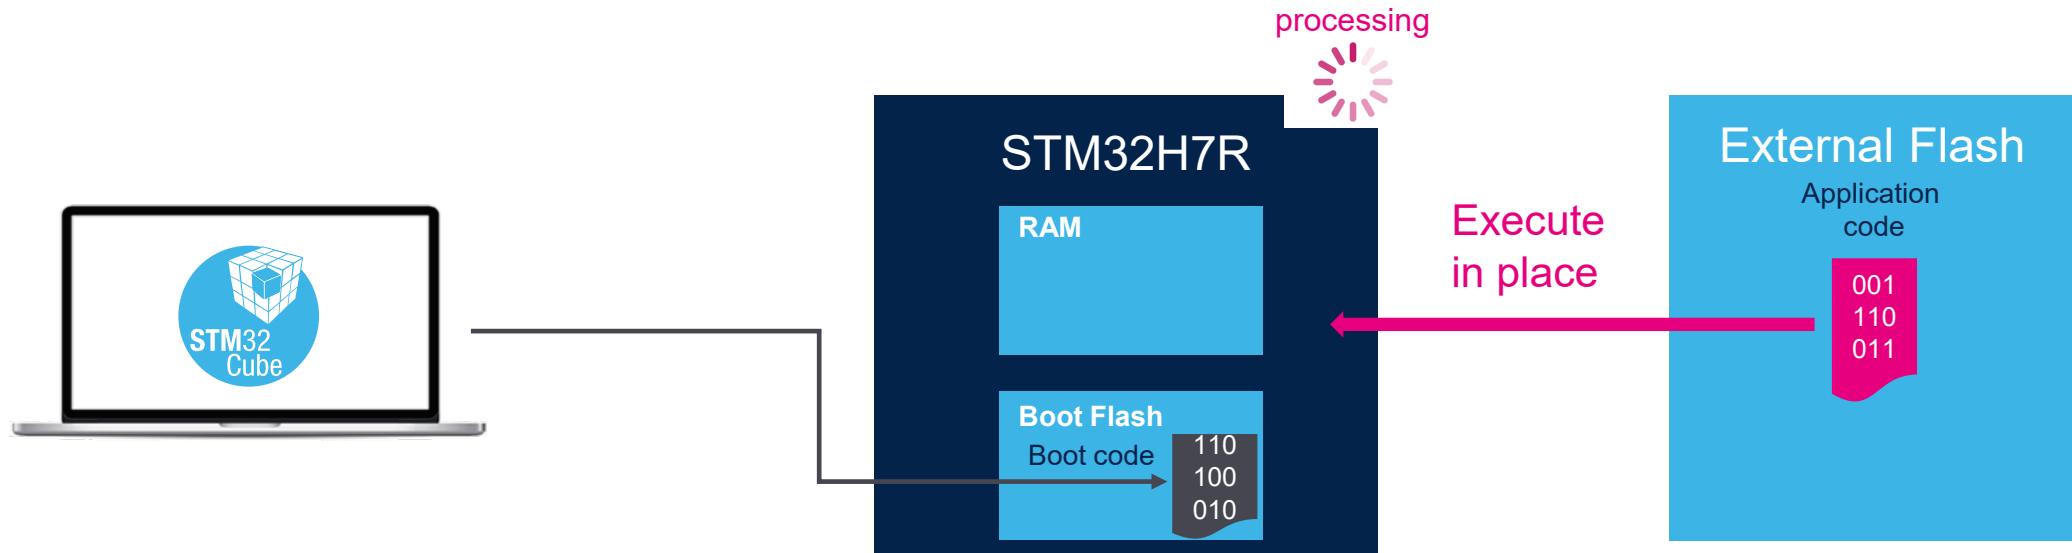 processing
STM32H7R
External Flash
Application
code
RAM
Execute
in place
001
110
011
STM32
Cube
Boot Flash
Boot code
110
100
010